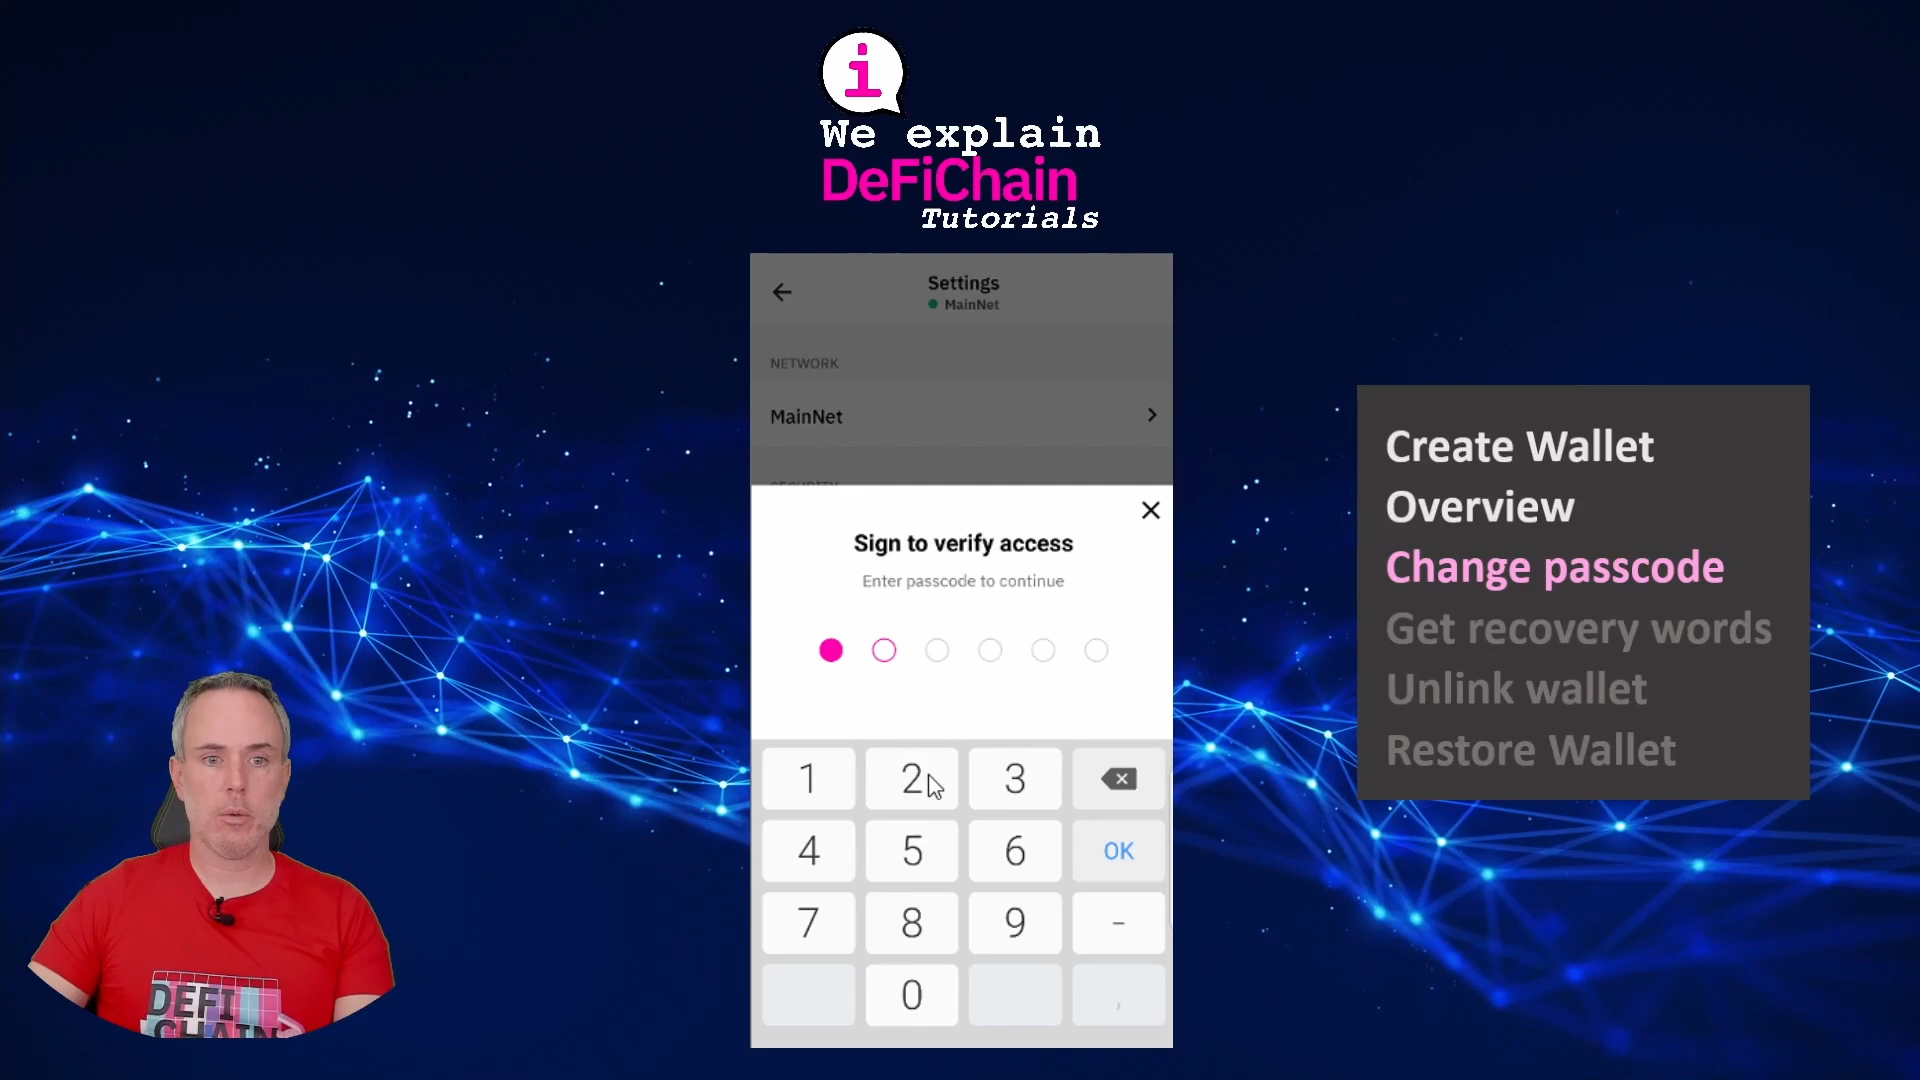 i
We explain
DeFiChain
Tutorials
Settings
MainNet
NETWORK
MainNet
SECURITY
Sign to verify access
Enter passcode to continue
1 2 3
4 5 6 OK
7 8 9 -
0 ,
Create Wallet
Overview
Change passcode
Get recovery words
Unlink wallet
Restore Wallet
DEFI
CHAIN